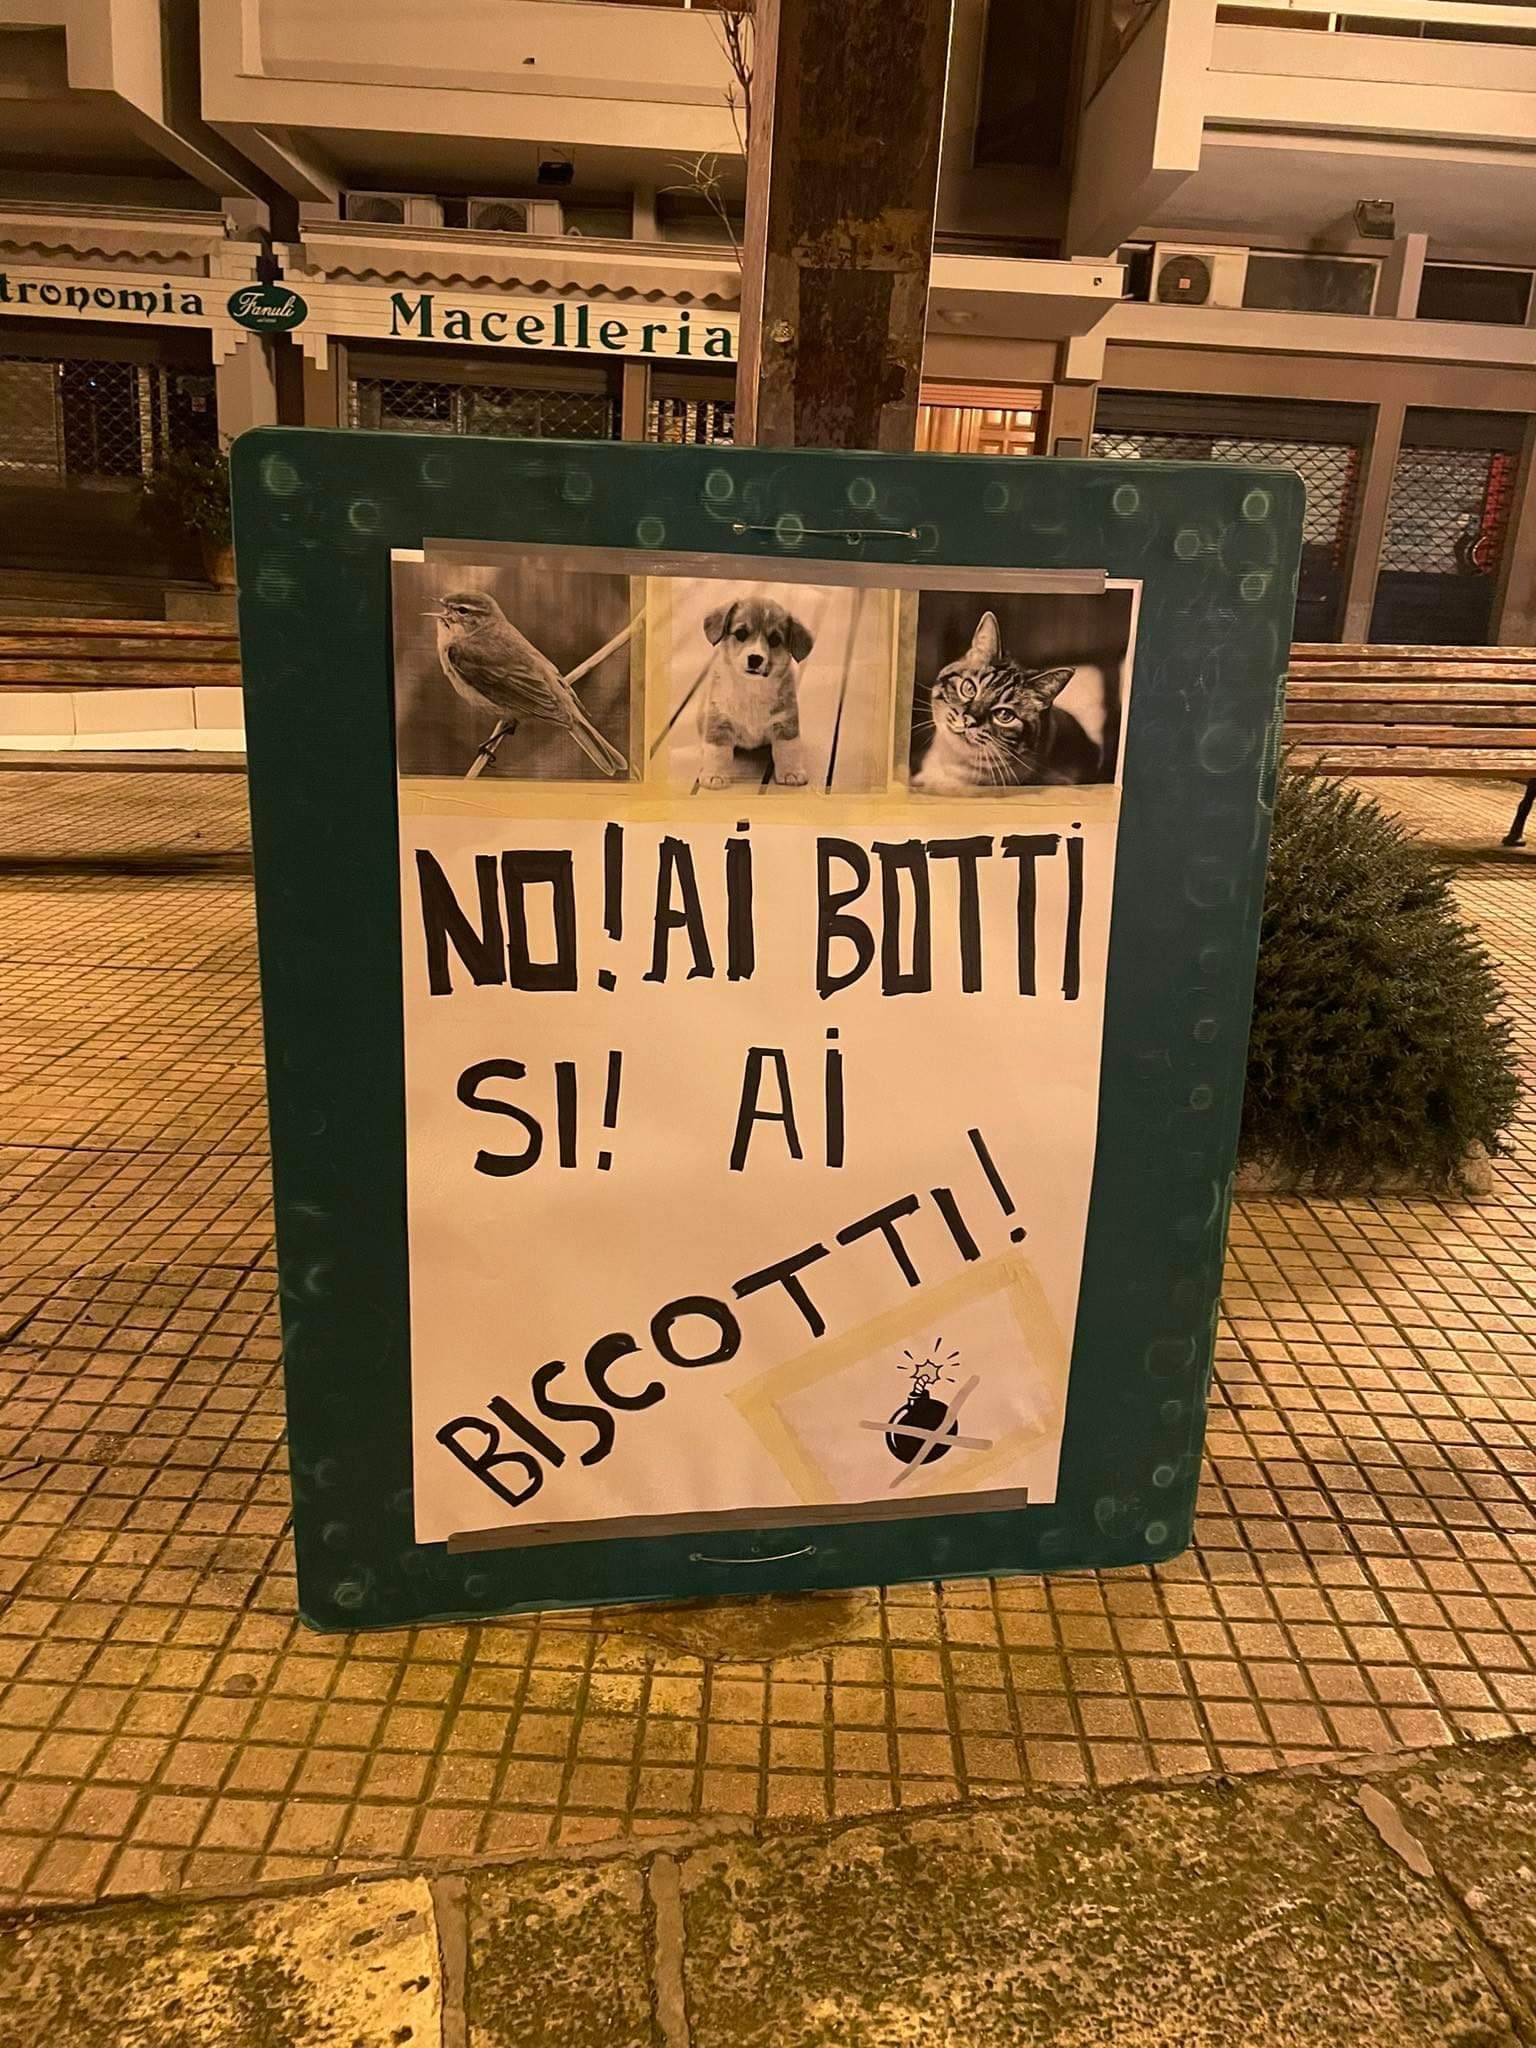 tronomia
Fanuli
Macelleria
NO! Ai BOTTi
SI! Ai
BISCOTTI!